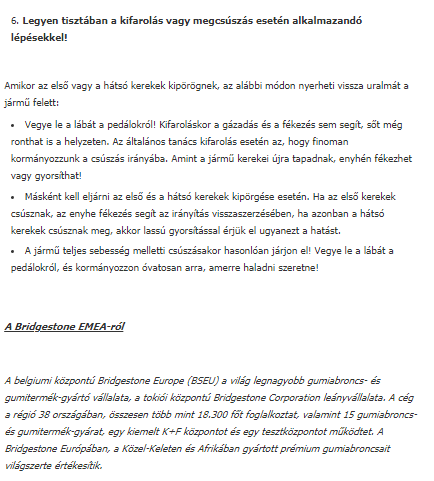 6. Legyen tisztában a kifarolás vagy megcsúszás esetén alkalmazandó
lépésekkel!
Amikor az első vagy a hátsó kerekek kipörögnek, az alábbi módon nyerheti vissza uralmát a
jármű felett:
• Vegye le a lábát a pedálokról! Kifaroláskor a gázadás és a fékezés sem segít, sőt még
ronthat is a helyzeten. Az általános tanács kifarolás esetén az, hogy finoman
kormányozzunk a csúszás irányába. Amint a jármű kerekei újra tapadnak, enyhén fékezhet
vagy gyorsíthat!
• Másként kell eljárni az első és a hátsó kerekek kipörgése esetén. Ha az első kerekek
csúsznak, az enyhe fékezés segít az irányítás visszaszerzésében, ha azonban a hátsó
kerekek csúsznak meg, akkor lassú gyorsítással érjük el ugyanezt a hatást.
• A jármű teljes sebesség melletti csúszásakor hasonlóan járjon el! Vegye le a lábát a
pedálokról, és kormányozzon óvatosan arra, amerre haladni szeretne!
A Bridgestone EMEA-ról
A belgiumi központú Bridgestone Europe (BSEU) a világ legnagyobb gumiabroncs- és
gumitermék-gyártó vállalata, a tokiói központú Bridgestone Corporation leányvállalata. A cég
a régió 38 országában, összesen több mint 18.300 főt foglalkoztat, valamint 15 gumiabroncs-
és gumitermék-gyárat, egy kiemelt K+F központot és egy tesztközpontot működtet. A
Bridgestone Európában, a Közel-Keleten és Afrikában gyártott prémium gumiabroncsait
világszerte értékesítik.